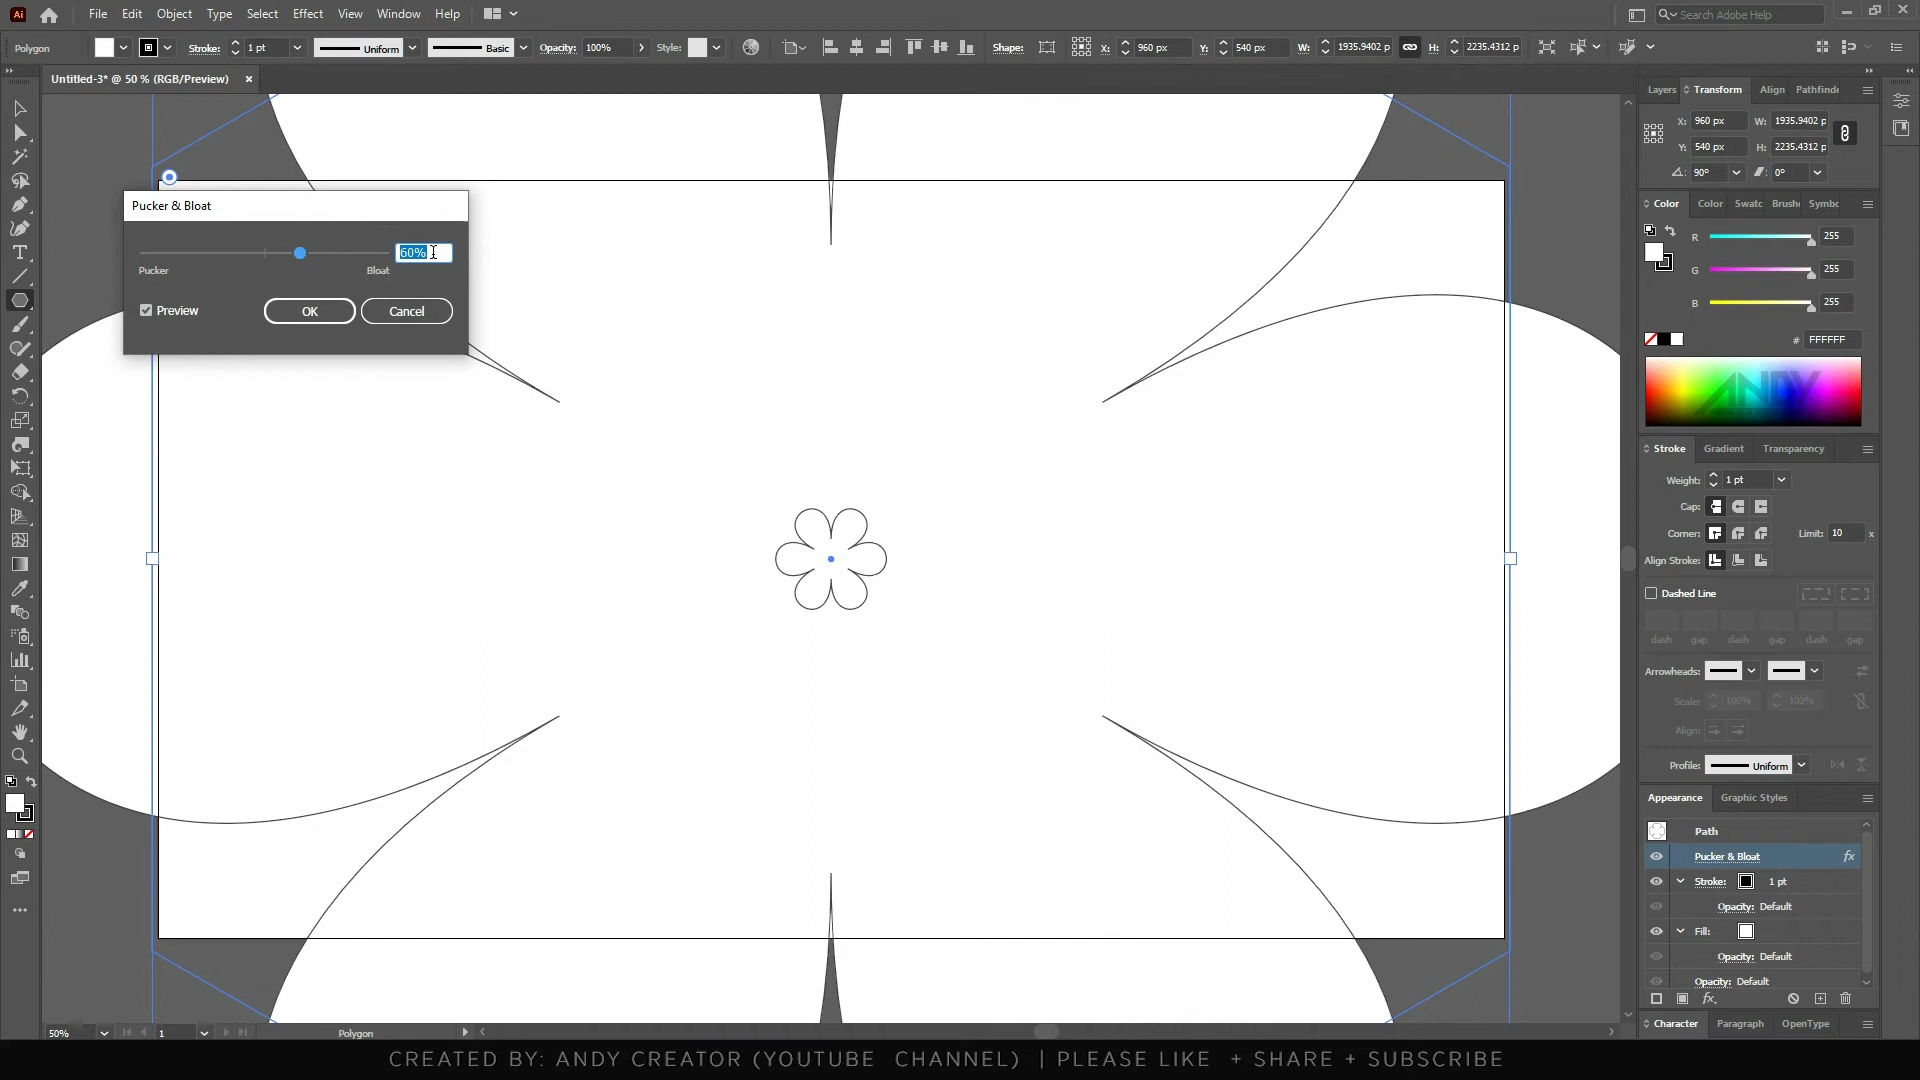 Ai File Edit Object Type Select Effect View Window Help Search Adobe Help
Polygon Stroke: 1 pt Uniform Basic Opacity: 100% Style: Shape: X: 960 px Y: 540 px W: 1935.9402 p H: 2235.4312 p
Untitled-3* @ 50 % (RGB/Preview)
Layers Transform Align Pathfinde
X: 960 px W: 1935.9402 p
Y: 540 px H: 2235.4312 p
90° 0°
Pucker & Bloat
60%
Pucker Bloat
Preview OK Cancel
Color Color Swatc Brush Symbc
R 255
G 255
B 255
# FFFFFF
ANDY
Stroke Gradient Transparency
Weight: 1 pt
Cap:
Corner: Limit: 10 x
Align Stroke:
Dashed Line
dash gap dash gap dash gap
Arrowheads:
Scale: 100% 100%
Align:
Profile: Uniform
Appearance Graphic Styles
Path
Pucker & Bloat fx
Stroke: 1 pt
Opacity: Default
Fill:
Opacity: Default
Opacity: Default
fx.
Character Paragraph OpenType
50% 1 Polygon
CREATED BY: ANDY CREATOR (YOUTUBE CHANNEL) | PLEASE LIKE + SHARE + SUBSCRIBE